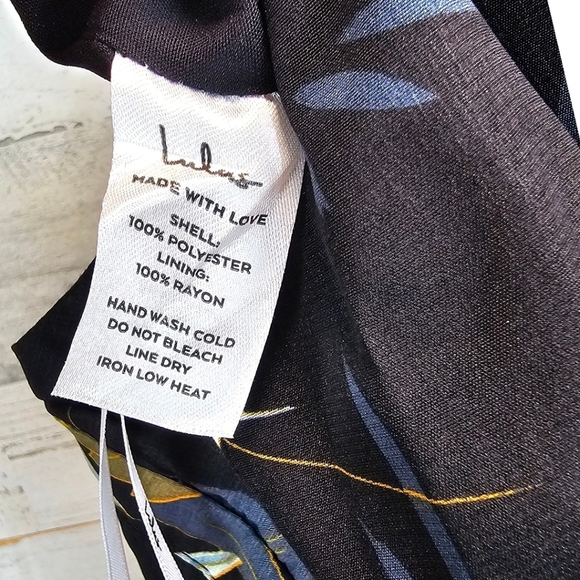 Lulus
MADE WITH LOVE
SHELL:
100% POLYESTER
LINING:
100% RAYON
HAND WASH COLD
DO NOT BLEACH
LINE DRY
IRON LOW HEAT